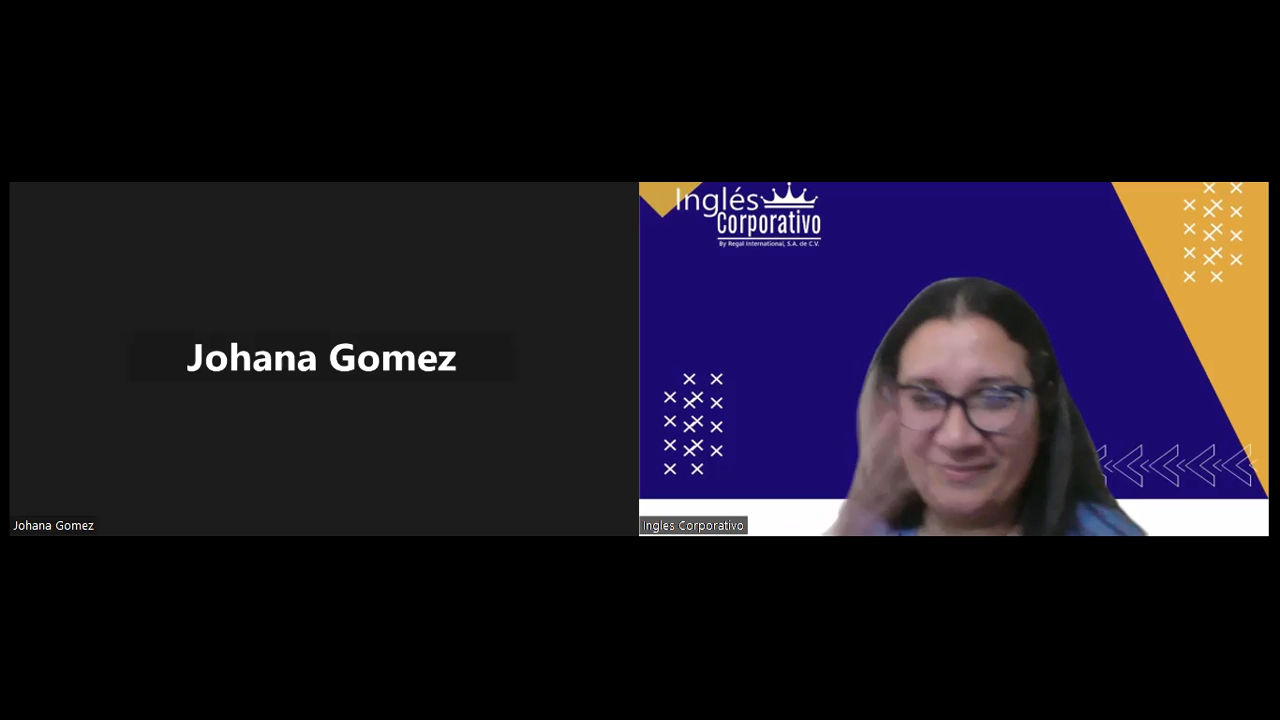 Johana Gomez
Johana Gomez
Inglés
Corporativo
By Regal International, S.A. de C.V.
Ingles Corporativo